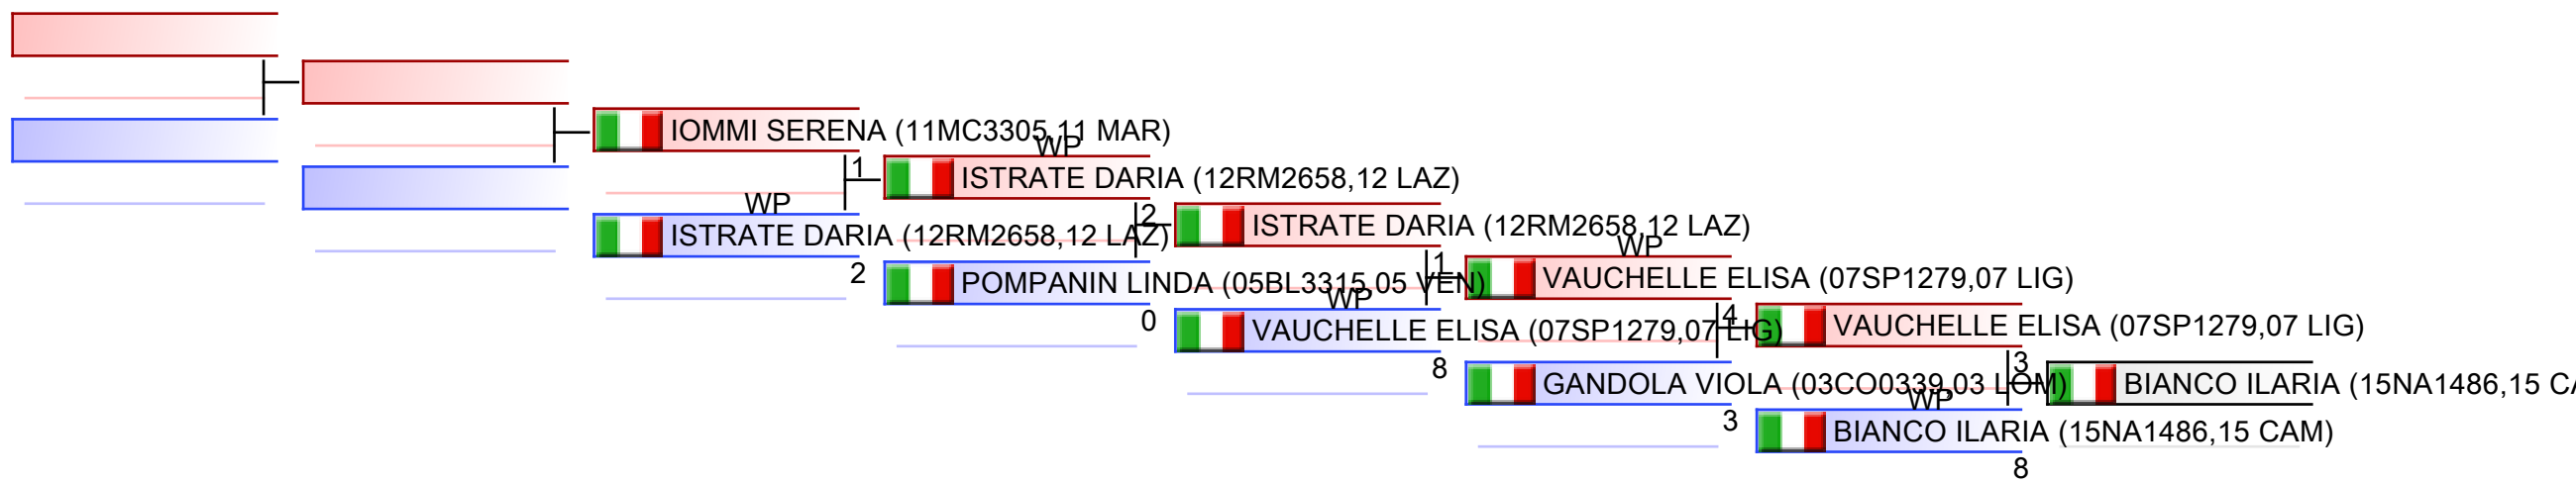 IOMMI SERENA (11MC3305,11 MAR)
WP
1
ISTRATE DARIA (12RM2658,12 LAZ)
WP
ISTRATE DARIA (12RM2658,12 LAZ)
2
2
ISTRATE DARIA (12RM2658,12 LAZ)
WP
POMPANIN LINDA (05BL3315,05 VEN)
0
1
VAUCHELLE ELISA (07SP1279,07 LIG)
WP
VAUCHELLE ELISA (07SP1279,07 LIG)
8
4
VAUCHELLE ELISA (07SP1279,07 LIG)
GANDOLA VIOLA (03CO0339,03 LOM)
3
3
BIANCO ILARIA (15NA1486,15 CA
WP
BIANCO ILARIA (15NA1486,15 CAM)
8